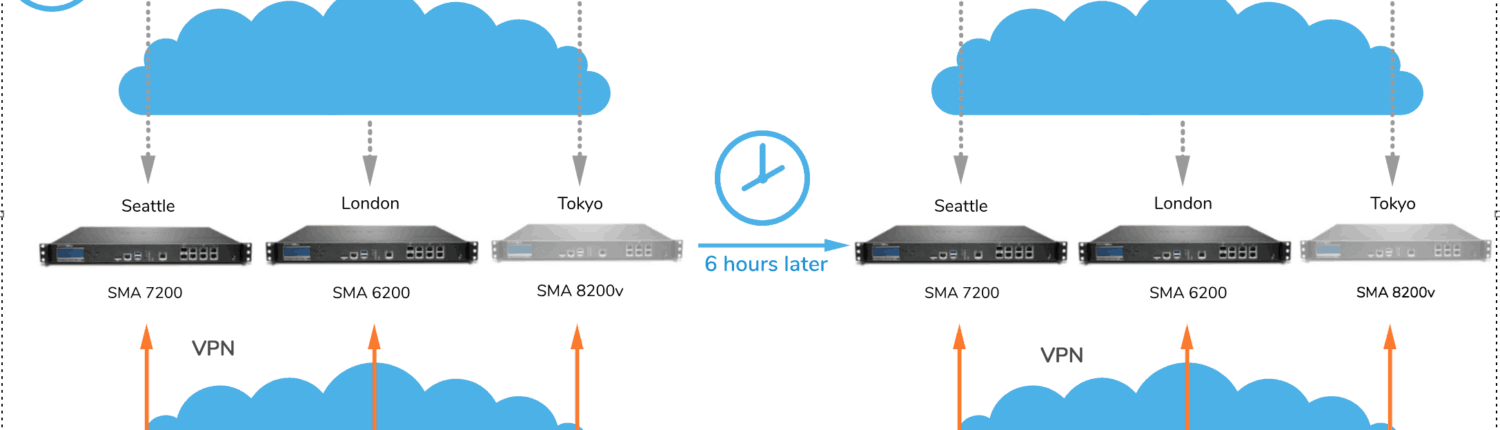 Seattle London Tokyo
SMA 7200 SMA 6200 SMA 8200v
VPN
6 hours later
Seattle London Tokyo
SMA 7200 SMA 6200 SMA 8200v
VPN